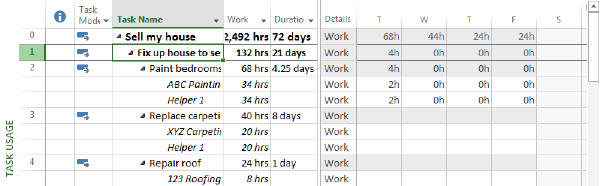 Task Mode Task Name Work Duratio Details T W T F S
0 Sell my house 2,492 hrs 72 days Work 68h 44h 24h 24h
1 Fix up house to se 132 hrs 21 days Work 4h 0h 0h 0h
2 Paint bedrooms 68 hrs 4.25 days Work 4h 0h 0h 0h
ABC Paintin 34 hrs Work 2h 0h 0h 0h
Helper 1 34 hrs Work 2h 0h 0h 0h
3 Replace carpeti 40 hrs 8 days Work
XYZ Carpeti 20 hrs Work
Helper 1 20 hrs Work
4 Repair roof 24 hrs 1 day Work
123 Roofing 8 hrs Work
TASK USAGE